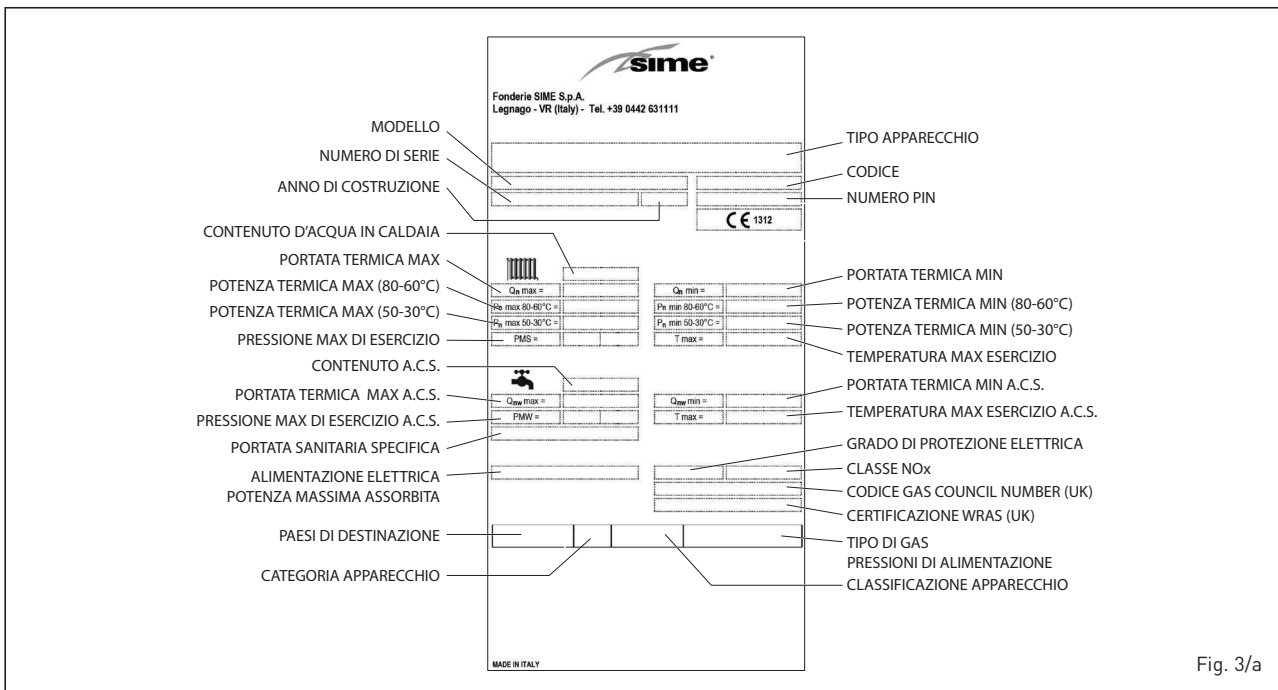 sime®
Fonderie SIME S.p.A.
Legnago - VR (Italy) - Tel. +39 0442 631111
MODELLO
NUMERO DI SERIE
ANNO DI COSTRUZIONE
TIPO APPARECCHIO
CODICE
NUMERO PIN
CE 1312
CONTENUTO D'ACQUA IN CALDAIA
PORTATA TERMICA MAX
POTENZA TERMICA MAX (80-60°C)
POTENZA TERMICA MAX (50-30°C)
PRESSIONE MAX DI ESERCIZIO
Qn max =
Pn max 80-60°C =
Pn max 50-30°C =
PMS =
Qn min =
Pn min 80-60°C =
Pn min 50-30°C =
T max =
PORTATA TERMICA MIN
POTENZA TERMICA MIN (80-60°C)
POTENZA TERMICA MIN (50-30°C)
TEMPERATURA MAX ESERCIZIO
CONTENUTO A.C.S.
PORTATA TERMICA MAX A.C.S.
PRESSIONE MAX DI ESERCIZIO A.C.S.
PORTATA SANITARIA SPECIFICA
Qnw max =
PMW =
Qnw min =
T max =
PORTATA TERMICA MIN A.C.S.
TEMPERATURA MAX ESERCIZIO A.C.S.
ALIMENTAZIONE ELETTRICA
POTENZA MASSIMA ASSORBITA
GRADO DI PROTEZIONE ELETTRICA
CLASSE NOx
CODICE GAS COUNCIL NUMBER (UK)
CERTIFICAZIONE WRAS (UK)
PAESI DI DESTINAZIONE
CATEGORIA APPARECCHIO
TIPO DI GAS
PRESSIONI DI ALIMENTAZIONE
CLASSIFICAZIONE APPARECCHIO
MADE IN ITALY
Fig. 3/a